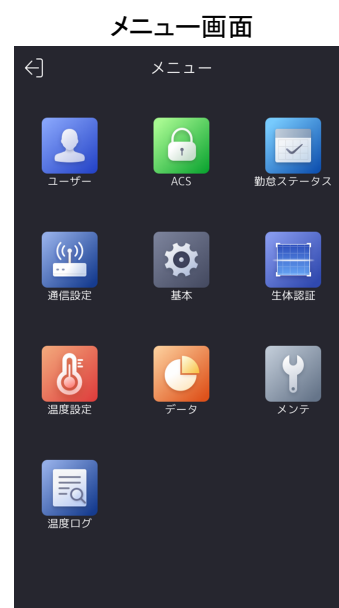 メニュー画面
メニュー
ユーザー
ACS
勤怠ステータス
通信設定
基本
生体認証
温度設定
データ
メンテ
温度ログ